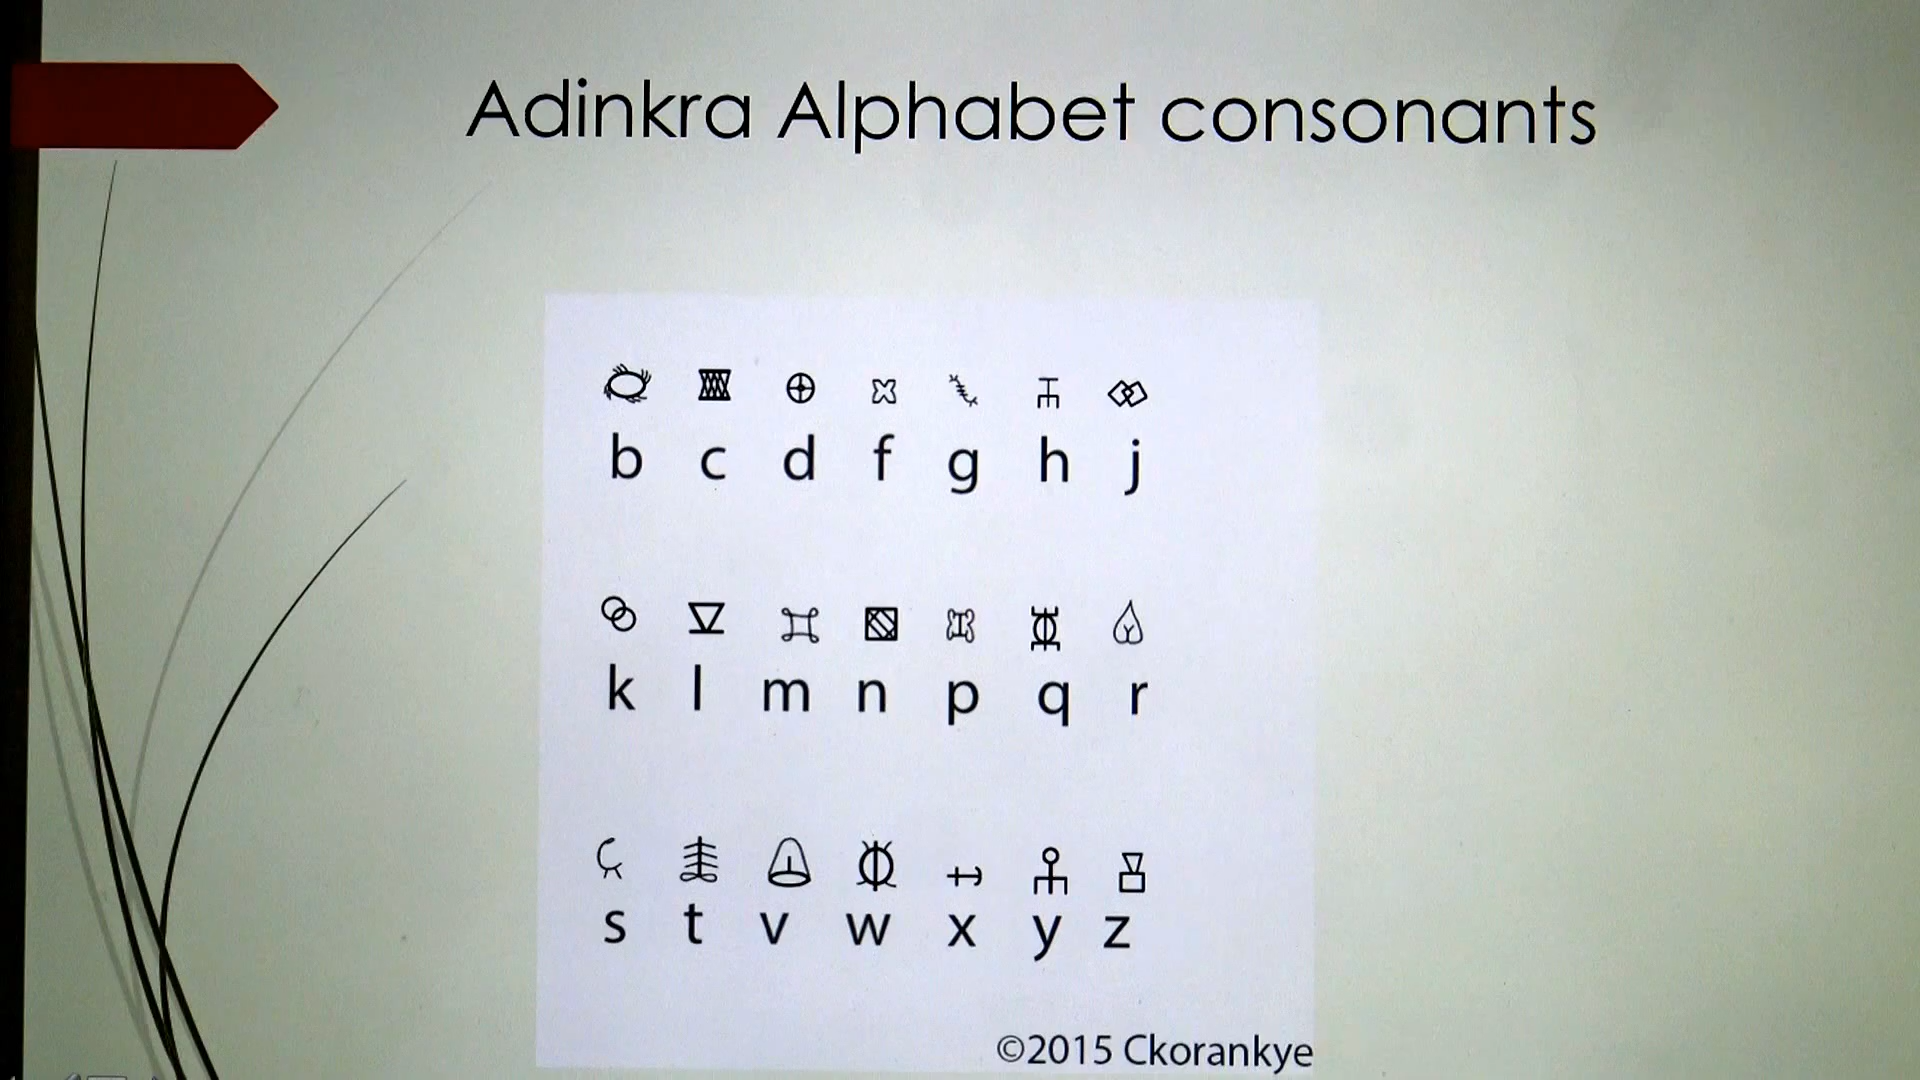 Adinkra Alphabet consonants
b c d f g h j
k l m n p q r
s t v w x y z
©2015 Ckorankye